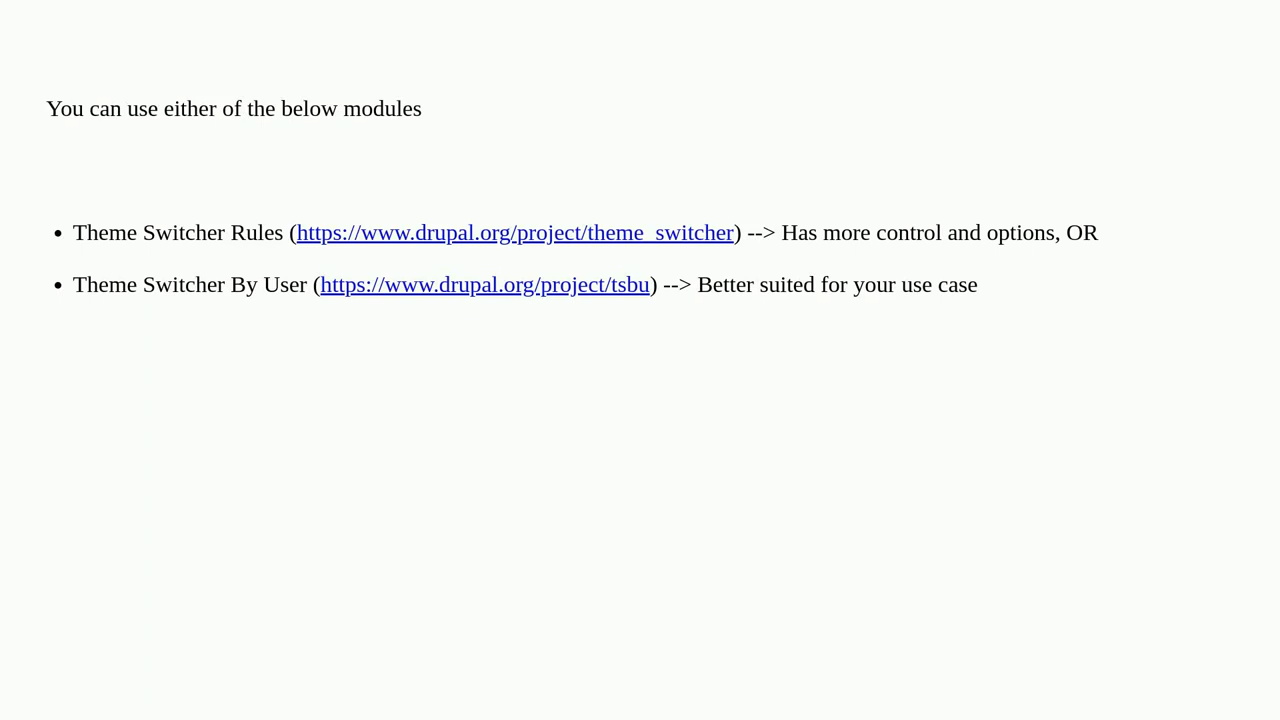 You can use either of the below modules
• Theme Switcher Rules (https://www.drupal.org/project/theme_switcher) --> Has more control and options, OR
• Theme Switcher By User (https://www.drupal.org/project/tsbu) --> Better suited for your use case